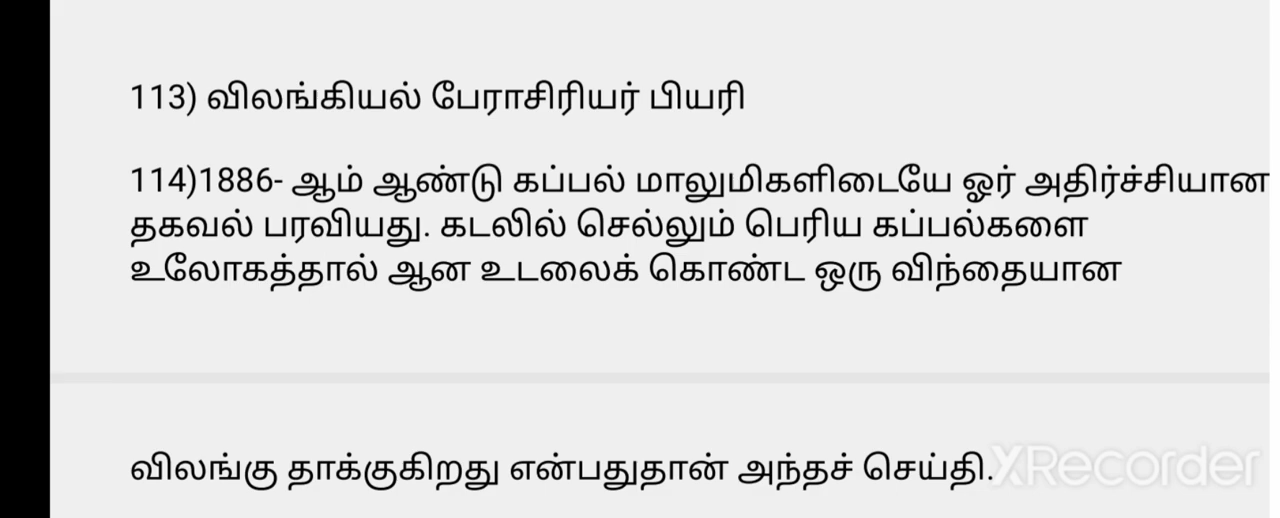 113) விலங்கியல் பேராசிரியர் பியரி
114)1886- ஆம் ஆண்டு கப்பல் மாலுமிகளிடையே ஓர் அதிர்ச்சியான
தகவல் பரவியது. கடலில் செல்லும் பெரிய கப்பல்களை
உலோகத்தால் ஆன உடலைக் கொண்ட ஒரு விந்தையான
விலங்கு தாக்குகிறது என்பதுதான் அந்தச் செய்தி.
XRecorder